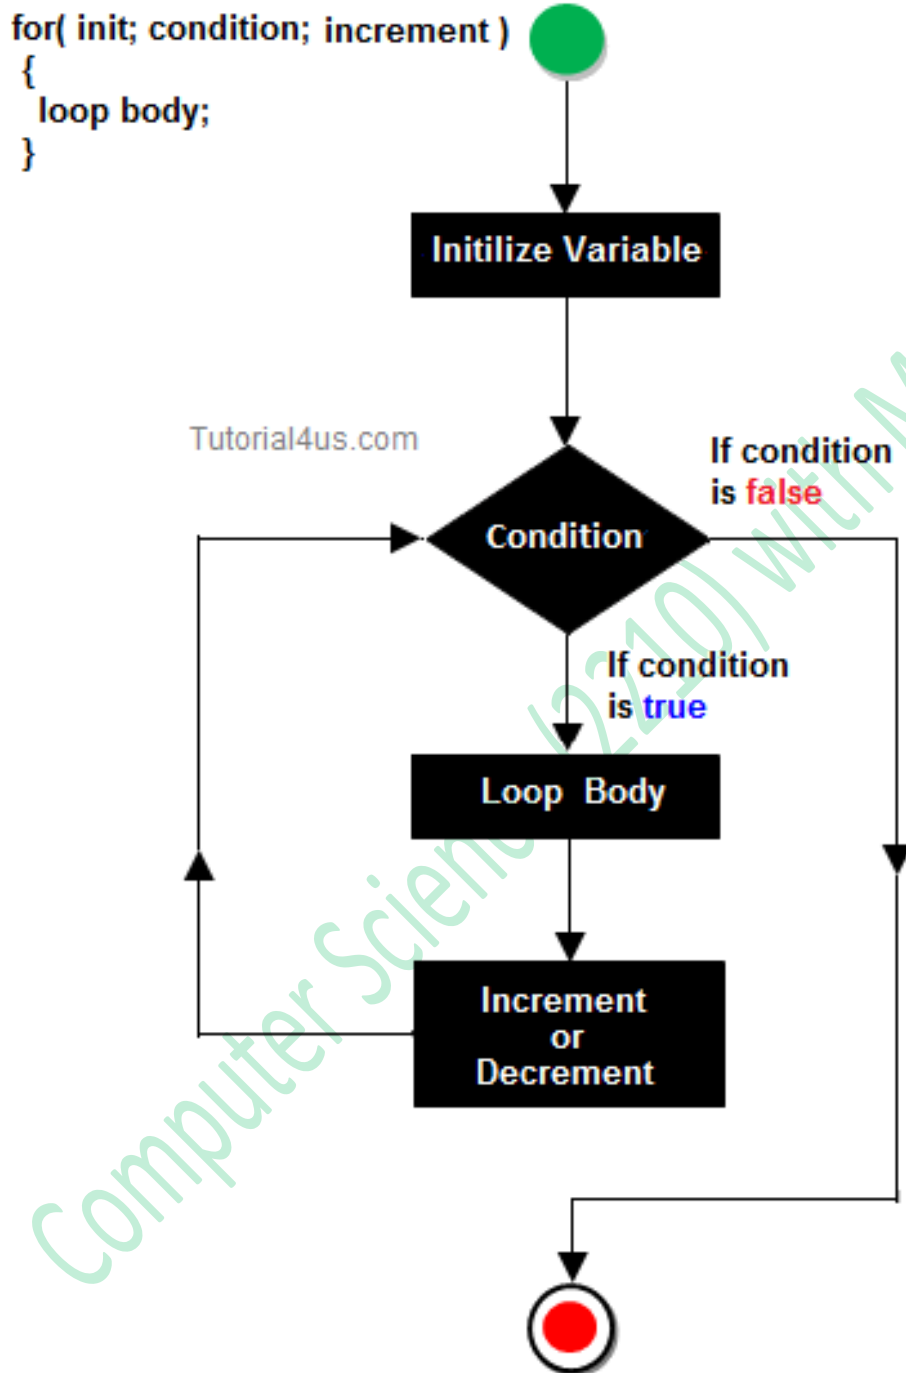 for( init; condition; increment )
{
loop body;
}
Initilize Variable
Tutorial4us.com
If condition
is false
Condition
If condition
is true
Loop Body
Increment
or
Decrement
Computer Science (2210) with M